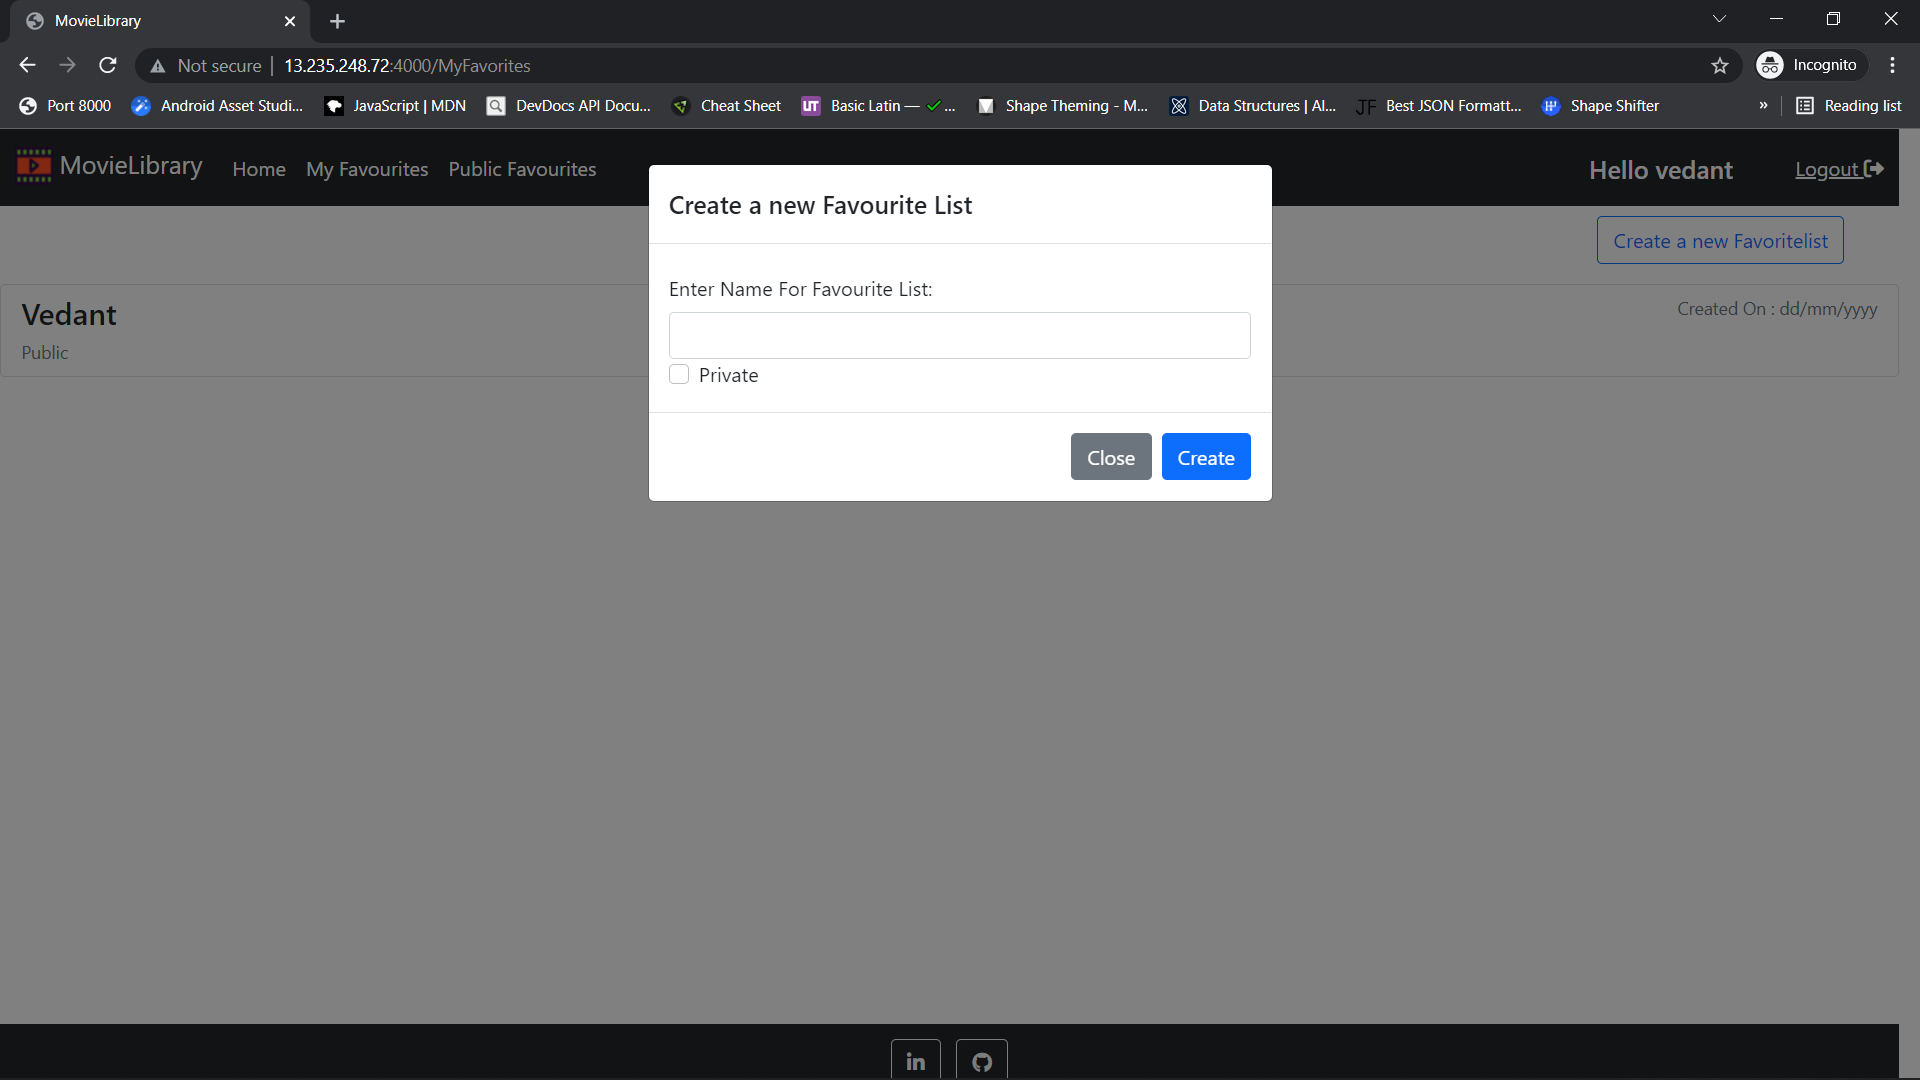 MovieLibrary
Not secure | 13.235.248.72:4000/MyFavorites
Incognito
Port 8000
Android Asset Studi...
JavaScript | MDN
DevDocs API Docu...
Cheat Sheet
UT Basic Latin — ✔ ...
Shape Theming - M...
Data Structures | Al...
JF Best JSON Formatt...
Shape Shifter
»
Reading list
MovieLibrary
Home
My Favourites
Public Favourites
Hello vedant
Logout
Create a new Favoritelist
Vedant
Public
Created On : dd/mm/yyyy
Create a new Favourite List
Enter Name For Favourite List:
Private
Close
Create
in